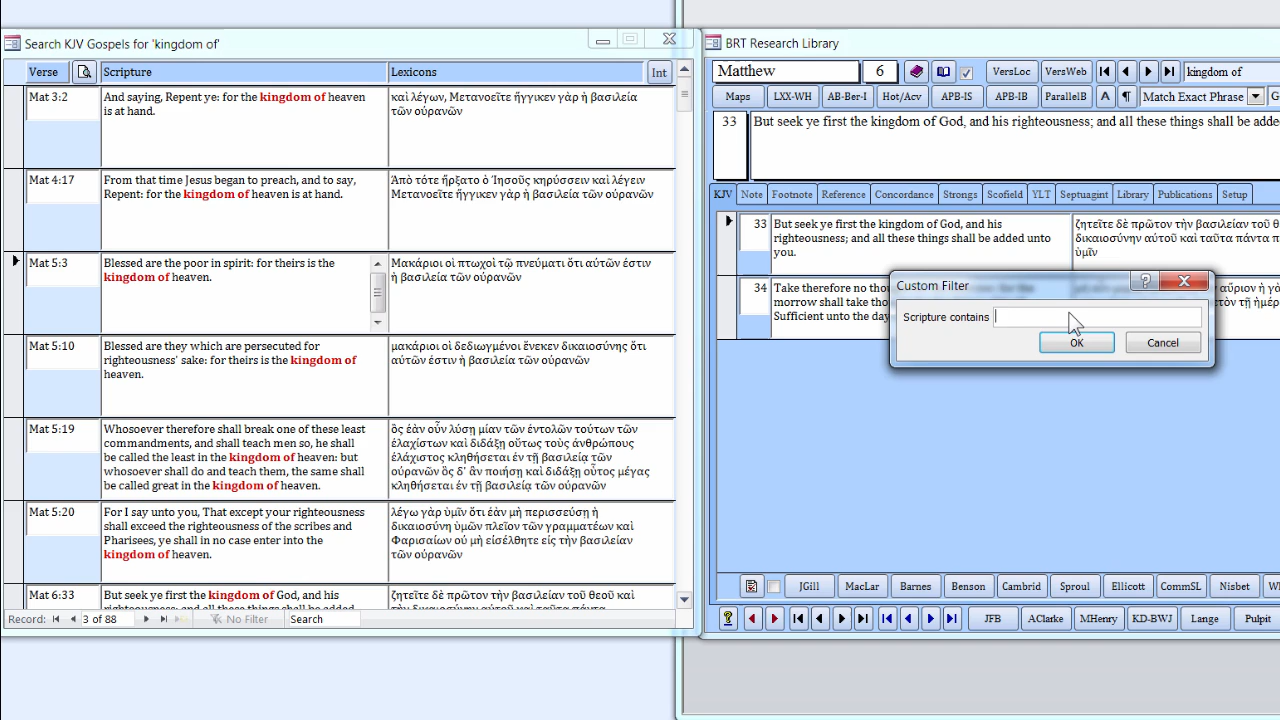 Search KJV Gospels for 'kingdom of'
Verse Scripture Lexicons Int
Mat 3:2
And saying, Repent ye: for the kingdom of heaven
is at hand.
καὶ λέγων, Μετανοεῖτε ἤγγικεν γὰρ ἡ βασιλεία
τῶν οὐρανῶν
Mat 4:17
From that time Jesus began to preach, and to say,
Repent: for the kingdom of heaven is at hand.
Ἀπὸ τότε ἤρξατο ὁ Ἰησοῦς κηρύσσειν καὶ λέγειν
Μετανοεῖτε ἤγγικεν γὰρ ἡ βασιλεία τῶν οὐρανῶν
Mat 5:3
Blessed are the poor in spirit: for theirs is the
kingdom of heaven.
Μακάριοι οἱ πτωχοὶ τῷ πνεύματι ὅτι αὐτῶν ἐστιν
ἡ βασιλεία τῶν οὐρανῶν
Mat 5:10
Blessed are they which are persecuted for
righteousness' sake: for theirs is the kingdom of
heaven.
μακάριοι οἱ δεδιωγμένοι ἕνεκεν δικαιοσύνης ὅτι
αὐτῶν ἐστιν ἡ βασιλεία τῶν οὐρανῶν
Mat 5:19
Whosoever therefore shall break one of these least
commandments, and shall teach men so, he shall
be called the least in the kingdom of heaven: but
whosoever shall do and teach them, the same shall
be called great in the kingdom of heaven.
ὃς ἐὰν οὖν λύσῃ μίαν τῶν ἐντολῶν τούτων τῶν
ἐλαχίστων καὶ διδάξῃ οὕτως τοὺς ἀνθρώπους
ἐλάχιστος κληθήσεται ἐν τῇ βασιλείᾳ τῶν
οὐρανῶν ὃς δ' ἂν ποιήσῃ καὶ διδάξῃ οὗτος μέγας
κληθήσεται ἐν τῇ βασιλείᾳ τῶν οὐρανῶν
Mat 5:20
For I say unto you, That except your righteousness
shall exceed the righteousness of the scribes and
Pharisees, ye shall in no case enter into the
kingdom of heaven.
λέγω γὰρ ὑμῖν ὅτι ἐὰν μὴ περισσεύσῃ ἡ
δικαιοσύνη ὑμῶν πλεῖον τῶν γραμματέων καὶ
Φαρισαίων οὐ μὴ εἰσέλθητε εἰς τὴν βασιλείαν
τῶν οὐρανῶν
Mat 6:33
But seek ye first the kingdom of God, and his
righteousness; and all these things shall be added
ζητεῖτε δὲ πρῶτον τὴν βασιλείαν τοῦ θεοῦ καὶ
τὴν δικαιοσύνην αὐτοῦ καὶ ταῦτα πάντα
Record: 3 of 88 No Filter Search
BRT Research Library
Matthew 6 VersLoc VersWeb kingdom of
Maps LXX-WH AB-Ber-I Hot/Acv APB-IS APB-IB ParallelB A ¶ Match Exact Phrase G
33 But seek ye first the kingdom of God, and his righteousness; and all these things shall be adde
KJV Note Footnote Reference Concordance Strongs Scofield YLT Septuagint Library Publications Setup
33
But seek ye first the kingdom of God, and his
righteousness; and all these things shall be added unto
you.
ζητεῖτε δὲ πρῶτον τὴν βασιλείαν τοῦ θ
δικαιοσύνην αὐτοῦ καὶ ταῦτα πάντα π
ὑμῖν
34
Take therefore no tho
morrow shall take tho
Sufficient unto the day
αὔριον ἡ γὰ
Custom Filter ?
Scripture contains
OK Cancel
JGill MacLar Barnes Benson Cambrid Sproul Ellicott CommSL Nisbet
? JFB AClarke MHenry KD-BWJ Lange Pulpit